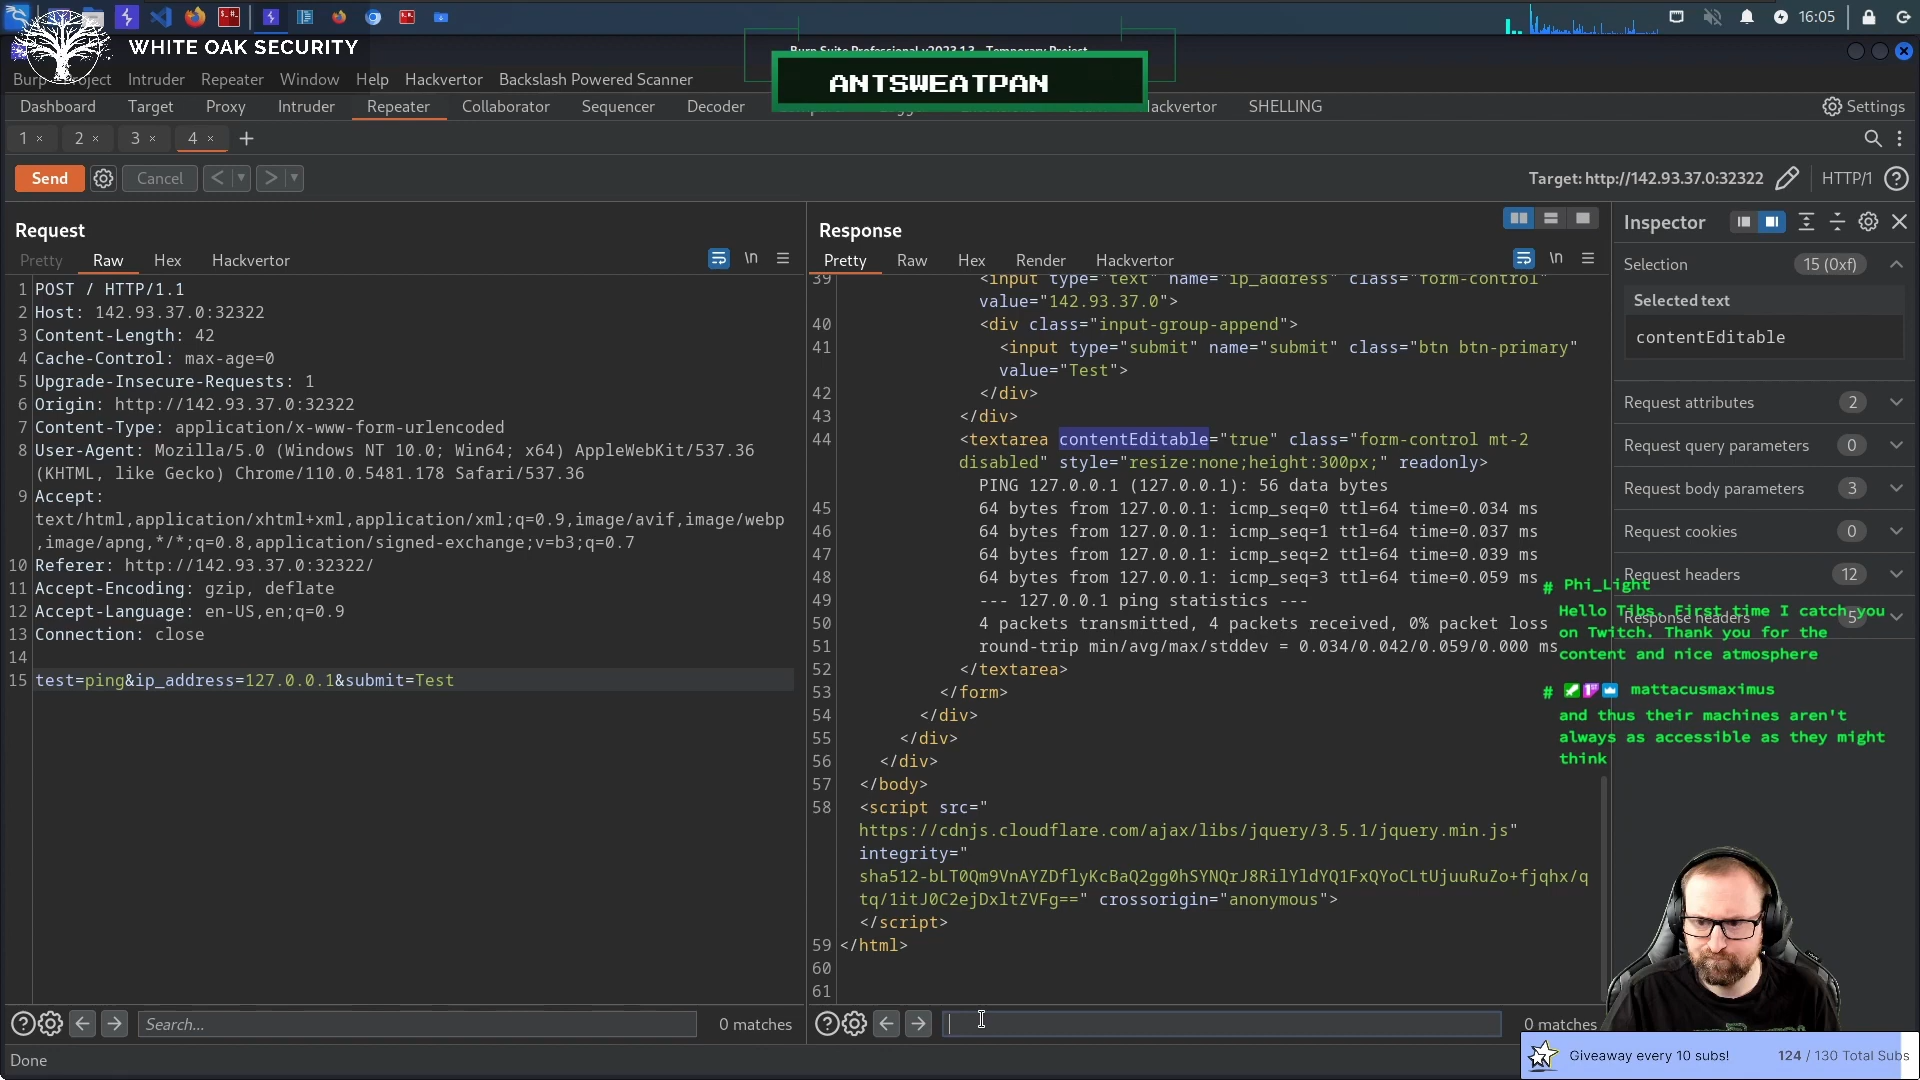 16:05
WHITE OAK SECURITY
Burp Suite Professional v2023.1.3 - Temporary Project
ANTSWEATPAN
Burp Project Intruder Repeater Window Help Hackvertor Backslash Powered Scanner
Dashboard Target Proxy Intruder Repeater Collaborator Sequencer Decoder Hackvertor SHELLING Settings
1 × 2 × 3 × 4 × +
Send Cancel < > Target: http://142.93.37.0:32322 HTTP/1
Request
Pretty Raw Hex Hackvertor \n
1 POST / HTTP/1.1
2 Host: 142.93.37.0:32322
3 Content-Length: 42
4 Cache-Control: max-age=0
5 Upgrade-Insecure-Requests: 1
6 Origin: http://142.93.37.0:32322
7 Content-Type: application/x-www-form-urlencoded
8 User-Agent: Mozilla/5.0 (Windows NT 10.0; Win64; x64) AppleWebKit/537.36
(KHTML, like Gecko) Chrome/110.0.5481.178 Safari/537.36
9 Accept:
text/html,application/xhtml+xml,application/xml;q=0.9,image/avif,image/webp
,image/apng,*/*;q=0.8,application/signed-exchange;v=b3;q=0.7
10 Referer: http://142.93.37.0:32322/
11 Accept-Encoding: gzip, deflate
12 Accept-Language: en-US,en;q=0.9
13 Connection: close
14
15 test=ping&ip_address=127.0.0.1&submit=Test
Search... 0 matches
Done
Response
Pretty Raw Hex Render Hackvertor \n
39 <input type="text" name="ip_address" class="form-control"
value="142.93.37.0">
40 <div class="input-group-append">
41 <input type="submit" name="submit" class="btn btn-primary"
value="Test">
42 </div>
43 </div>
44 <textarea contentEditable="true" class="form-control mt-2
disabled" style="resize:none;height:300px;" readonly>
PING 127.0.0.1 (127.0.0.1): 56 data bytes
45 64 bytes from 127.0.0.1: icmp_seq=0 ttl=64 time=0.034 ms
46 64 bytes from 127.0.0.1: icmp_seq=1 ttl=64 time=0.037 ms
47 64 bytes from 127.0.0.1: icmp_seq=2 ttl=64 time=0.039 ms
48 64 bytes from 127.0.0.1: icmp_seq=3 ttl=64 time=0.059 ms
49 --- 127.0.0.1 ping statistics ---
50 4 packets transmitted, 4 packets received, 0% packet loss
51 round-trip min/avg/max/stddev = 0.034/0.042/0.059/0.000 ms
52 </textarea>
53 </form>
54 </div>
55 </div>
56 </div>
57 </body>
58 <script src="
https://cdnjs.cloudflare.com/ajax/libs/jquery/3.5.1/jquery.min.js"
integrity="
sha512-bLT0Qm9VnAYZDflyKcBaQ2gg0hSYNQrJ8RilYldYQ1FxQYoCLtUjuuRuZo+fjqhx/q
tq/1itJ0C2ejDxltZVFg==" crossorigin="anonymous">
</script>
59 </html>
60
61
0 matches
Inspector
Selection 15 (0xf)
Selected text
contentEditable
Request attributes 2
Request query parameters 0
Request body parameters 3
Request cookies 0
Request headers 12
Response headers 5
# Phi_Light
Hello Tibs. First time I catch you
on Twitch. Thank you for the
content and nice atmosphere
# mattacusmaximus
and thus their machines aren't
always as accessible as they might
think
Giveaway every 10 subs! 124 / 130 Total Subs